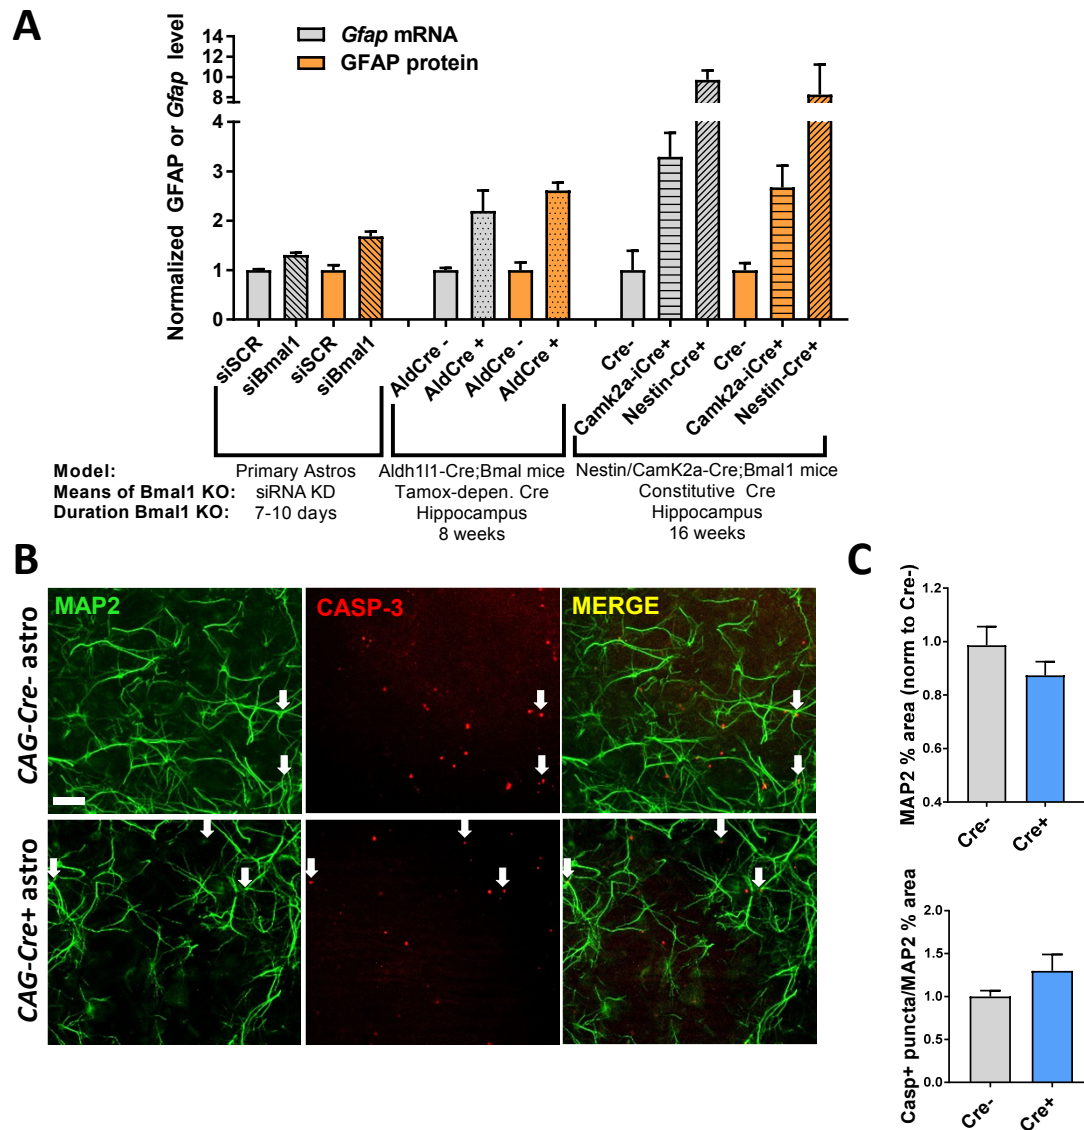 A
Normalized GFAP or Gfap level
14
12
10
8
4
3
2
1
0
Gfap mRNA
GFAP protein
siSCR
siBmal1
siSCR
siBmal1
AldCre -
AldCre +
AldCre -
AldCre +
Cre-
Camk2a-iCre+
Nestin-Cre+
Cre-
Camk2a-iCre+
Nestin-Cre+
Model: Primary Astros Aldh1l1-Cre;Bmal mice Nestin/CamK2a-Cre;Bmal1 mice
Means of Bmal1 KO: siRNA KD Tamox-depen. Cre Constitutive Cre
Duration Bmal1 KO: 7-10 days Hippocampus Hippocampus
8 weeks 16 weeks
B
MAP2 CASP-3 MERGE
CAG-Cre- astro
CAG-Cre+ astro
C
MAP2 % area (norm to Cre-)
1.2
1.0
0.8
0.6
0.4
Cre-
Cre+
Casp+ puncta/MAP2 % area
2.0
1.5
1.0
0.5
0.0
Cre-
Cre+